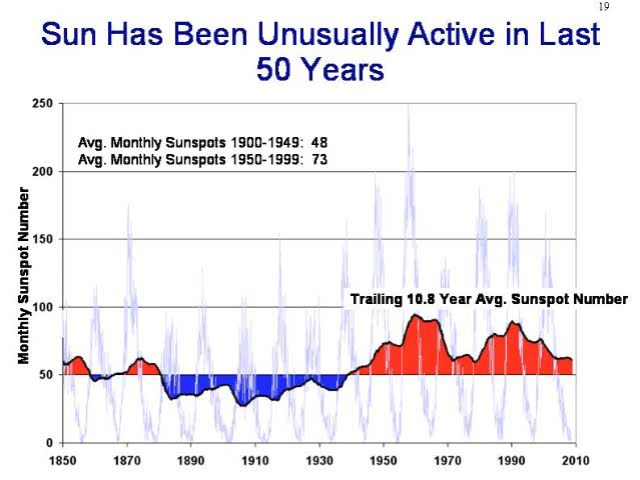 19
Sun Has Been Unusually Active in Last
50 Years
250
Avg. Monthly Sunspots 1900-1949: 48
Avg. Monthly Sunspots 1950-1999: 73
200
Monthly Sunspot Number
150
Trailing 10.8 Year Avg. Sunspot Number
100
50
0
1850 1870 1890 1910 1930 1950 1970 1990 2010